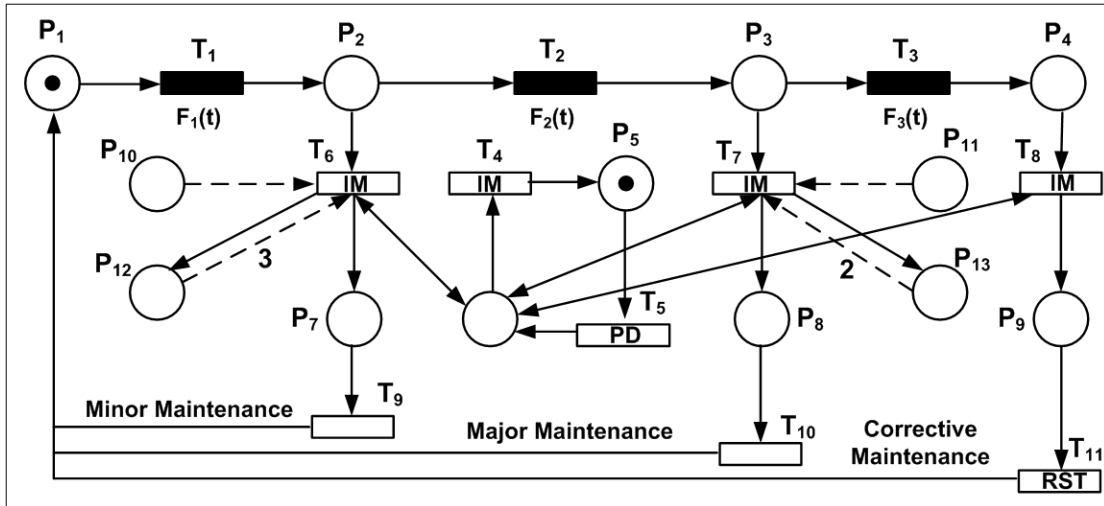 P1 T1 P2 T2 P3 T3 P4
F1(t) F2(t) F3(t)
P10 T6 T4 P5 T7 P11 T8
IM IM IM IM
P12 3 2 P13
P7 T5 P8 P9
PD
Minor Maintenance T9
Major Maintenance T10
Corrective
Maintenance T11
RST